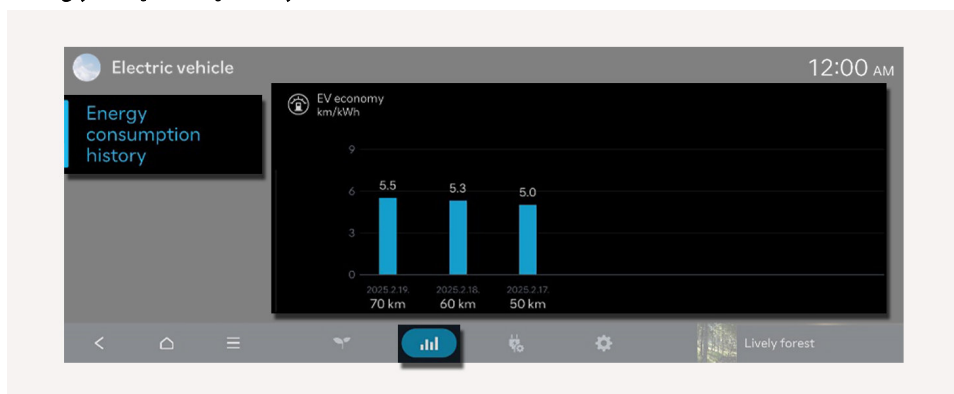 Electric vehicle
12:00 AM
Energy
consumption
history
EV economy
km/kWh
9
6
3
0
5.5
5.3
5.0
2025.2.19.
2025.2.18.
2025.2.17.
70 km
60 km
50 km
Lively forest